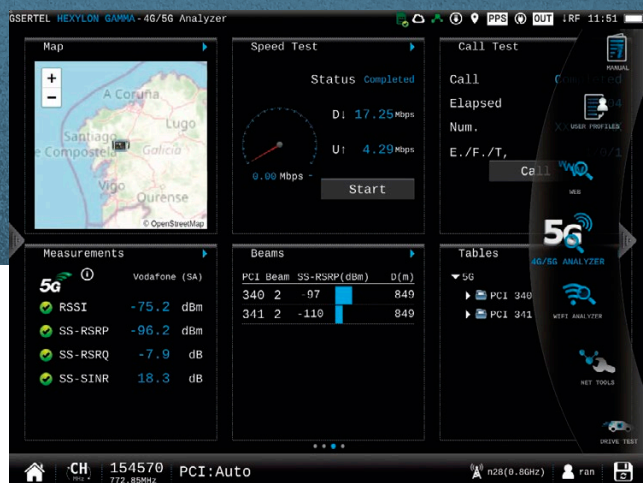 GSERTEL HEXYLON GAMMA-4G/5G Analyzer PPS OUT ↓RF 11:51
Map
+
−
A Coruña
Lugo
Santiago
de Compostela
Galicia
Vigo
Ourense
© OpenStreetMap
Speed Test
Status Completed
D↓ 17.25 Mbps
U↑ 4.29 Mbps
0.00 Mbps -
Start
Call Test
Call
Elapsed
Num.
E./F./T, 0/1
Call
Measurements
5G Vodafone (SA)
RSSI -75.2 dBm
SS-RSRP -96.2 dBm
SS-RSRQ -7.9 dB
SS-SINR 18.3 dB
Beams
PCI Beam SS-RSRP(dBm) D(m)
340 2 -97 849
341 2 -110 849
Tables
5G
PCI 340
PCI 341
MANUAL
USER PROFILES
WWW
WEB
5G
4G/5G ANALYZER
WIFI ANALYZER
NET TOOLS
DRIVE TEST
CH MHz 154570 PCI:Auto n28(0.8GHz) ran
772.85MHz